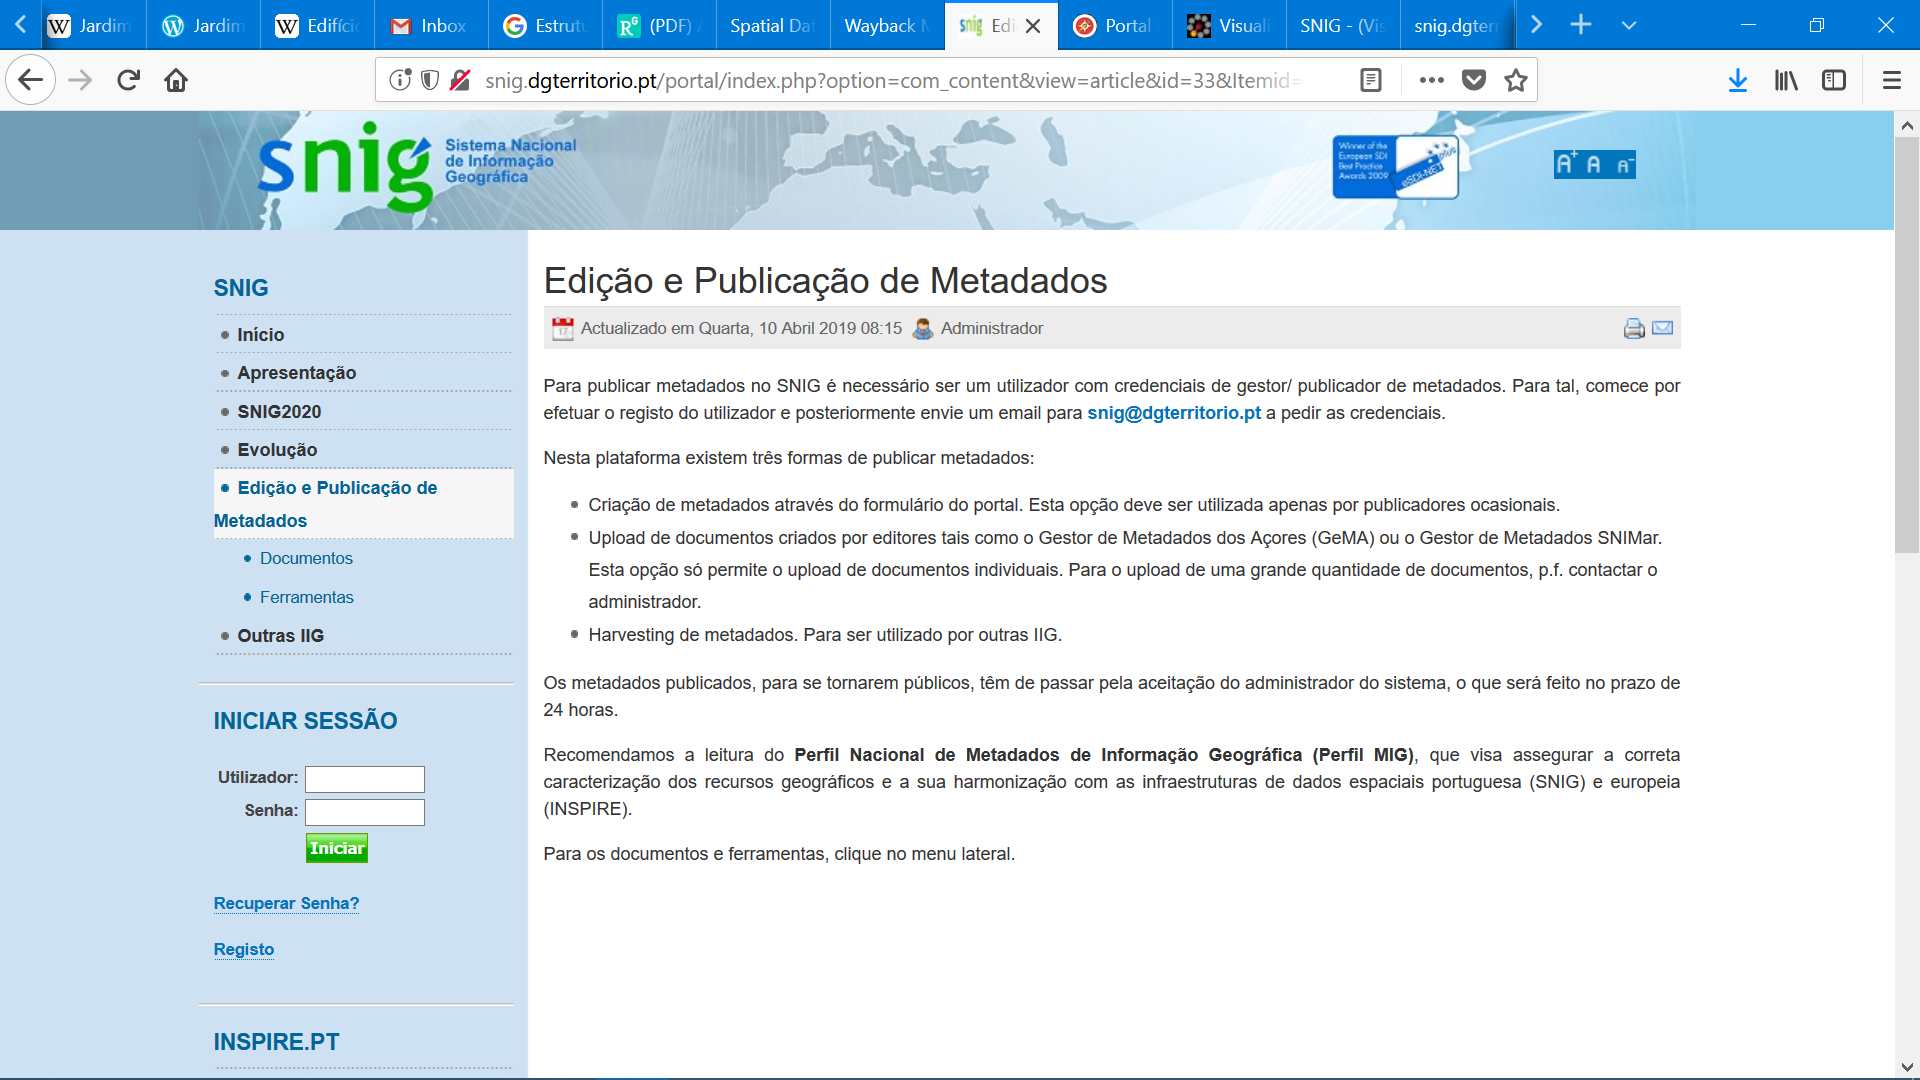 Jardim
Jardim
Edifíci
Inbox
Estrutu
(PDF)
Spatial Dat
Wayback M
Edi
Portal
Visuali
SNIG - (Vis
snig.dgterr
snig.dgterritorio.pt/portal/index.php?option=com_content&view=article&id=33&Itemid=
snig
Sistema Nacional
de Informação
Geográfica
Winner of the
European SDI
Best Practice
Awards 2009
eSDI-NET plus
A+ A A-
SNIG
Início
Apresentação
SNIG2020
Evolução
Edição e Publicação de
Metadados
Documentos
Ferramentas
Outras IIG
INICIAR SESSÃO
Utilizador:
Senha:
Iniciar
Recuperar Senha?
Registo
INSPIRE.PT
Edição e Publicação de Metadados
Actualizado em Quarta, 10 Abril 2019 08:15 Administrador
Para publicar metadados no SNIG é necessário ser um utilizador com credenciais de gestor/ publicador de metadados. Para tal, comece por
efetuar o registo do utilizador e posteriormente envie um email para snig@dgterritorio.pt a pedir as credenciais.
Nesta plataforma existem três formas de publicar metadados:
Criação de metadados através do formulário do portal. Esta opção deve ser utilizada apenas por publicadores ocasionais.
Upload de documentos criados por editores tais como o Gestor de Metadados dos Açores (GeMA) ou o Gestor de Metadados SNIMar.
Esta opção só permite o upload de documentos individuais. Para o upload de uma grande quantidade de documentos, p.f. contactar o
administrador.
Harvesting de metadados. Para ser utilizado por outras IIG.
Os metadados publicados, para se tornarem públicos, têm de passar pela aceitação do administrador do sistema, o que será feito no prazo de
24 horas.
Recomendamos a leitura do Perfil Nacional de Metadados de Informação Geográfica (Perfil MIG), que visa assegurar a correta
caracterização dos recursos geográficos e a sua harmonização com as infraestruturas de dados espaciais portuguesa (SNIG) e europeia
(INSPIRE).
Para os documentos e ferramentas, clique no menu lateral.